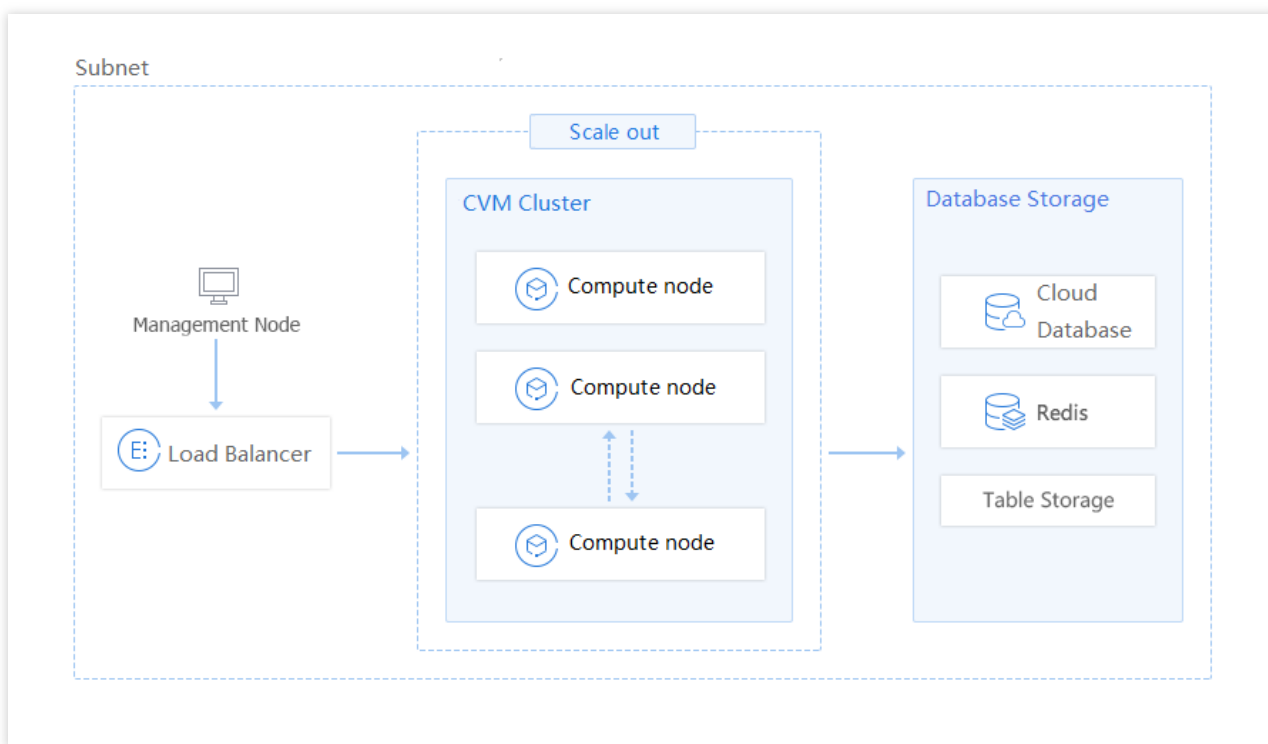 Subnet
Scale out
CVM Cluster
Compute node
Compute node
Compute node
Management Node
Load Balancer
Database Storage
Cloud
Database
Redis
Table Storage